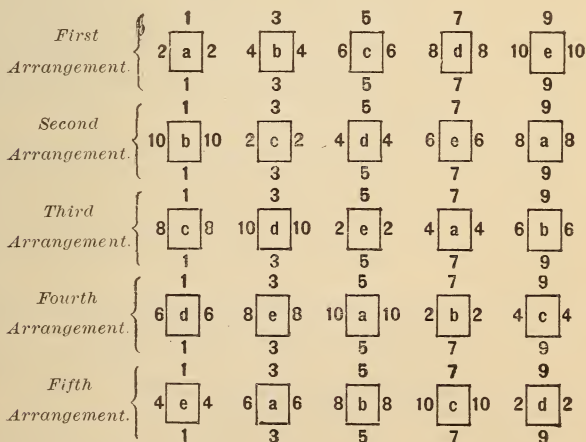 1 3 5 7 9
First
2 a 2 4 b 4 6 c 6 8 d 8 10 e 10
Arrangement.
1 3 5 7 9
1 3 5 7 9
Second
10 b 10 2 c 2 4 d 4 6 e 6 8 a 8
Arrangement.
1 3 5 7 9
1 3 5 7 9
Third
8 c 8 10 d 10 2 e 2 4 a 4 6 b 6
Arrangement.
1 3 5 7 9
1 3 5 7 9
Fourth
6 d 6 8 e 8 10 a 10 2 b 2 4 c 4
Arrangement.
1 3 5 7 9
1 3 5 7 9
Fifth
4 e 4 6 a 6 8 b 8 10 c 10 2 d 2
Arrangement.
1 3 5 7 9